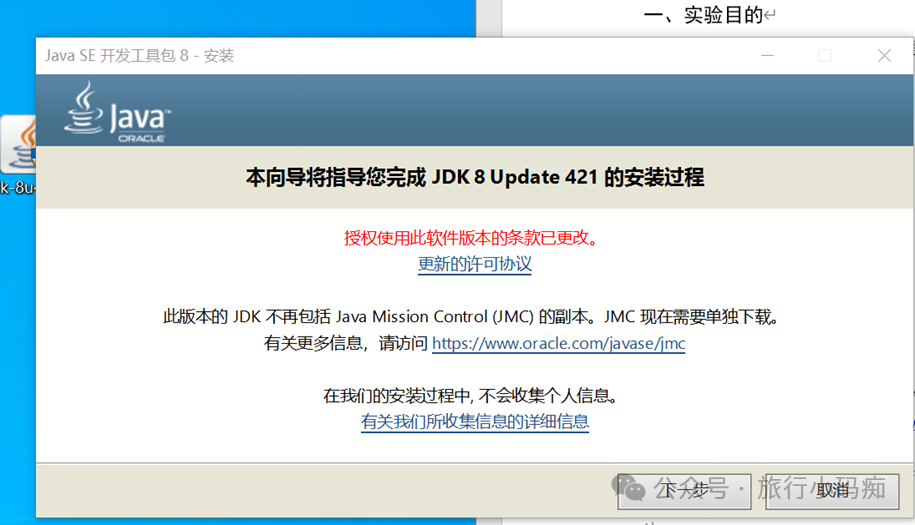 一、实验目的
Java SE 开发工具包 8 - 安装
Java™
ORACLE
k-8u4
本向导将指导您完成 JDK 8 Update 421 的安装过程
授权使用此软件版本的条款已更改。
更新的许可协议
此版本的 JDK 不再包括 Java Mission Control (JMC) 的副本。JMC 现在需要单独下载。
有关更多信息，请访问 https://www.oracle.com/javase/jmc
在我们的安装过程中, 不会收集个人信息。
有关我们所收集信息的详细信息
下一步 取消
公众号 · 旅行小码痴